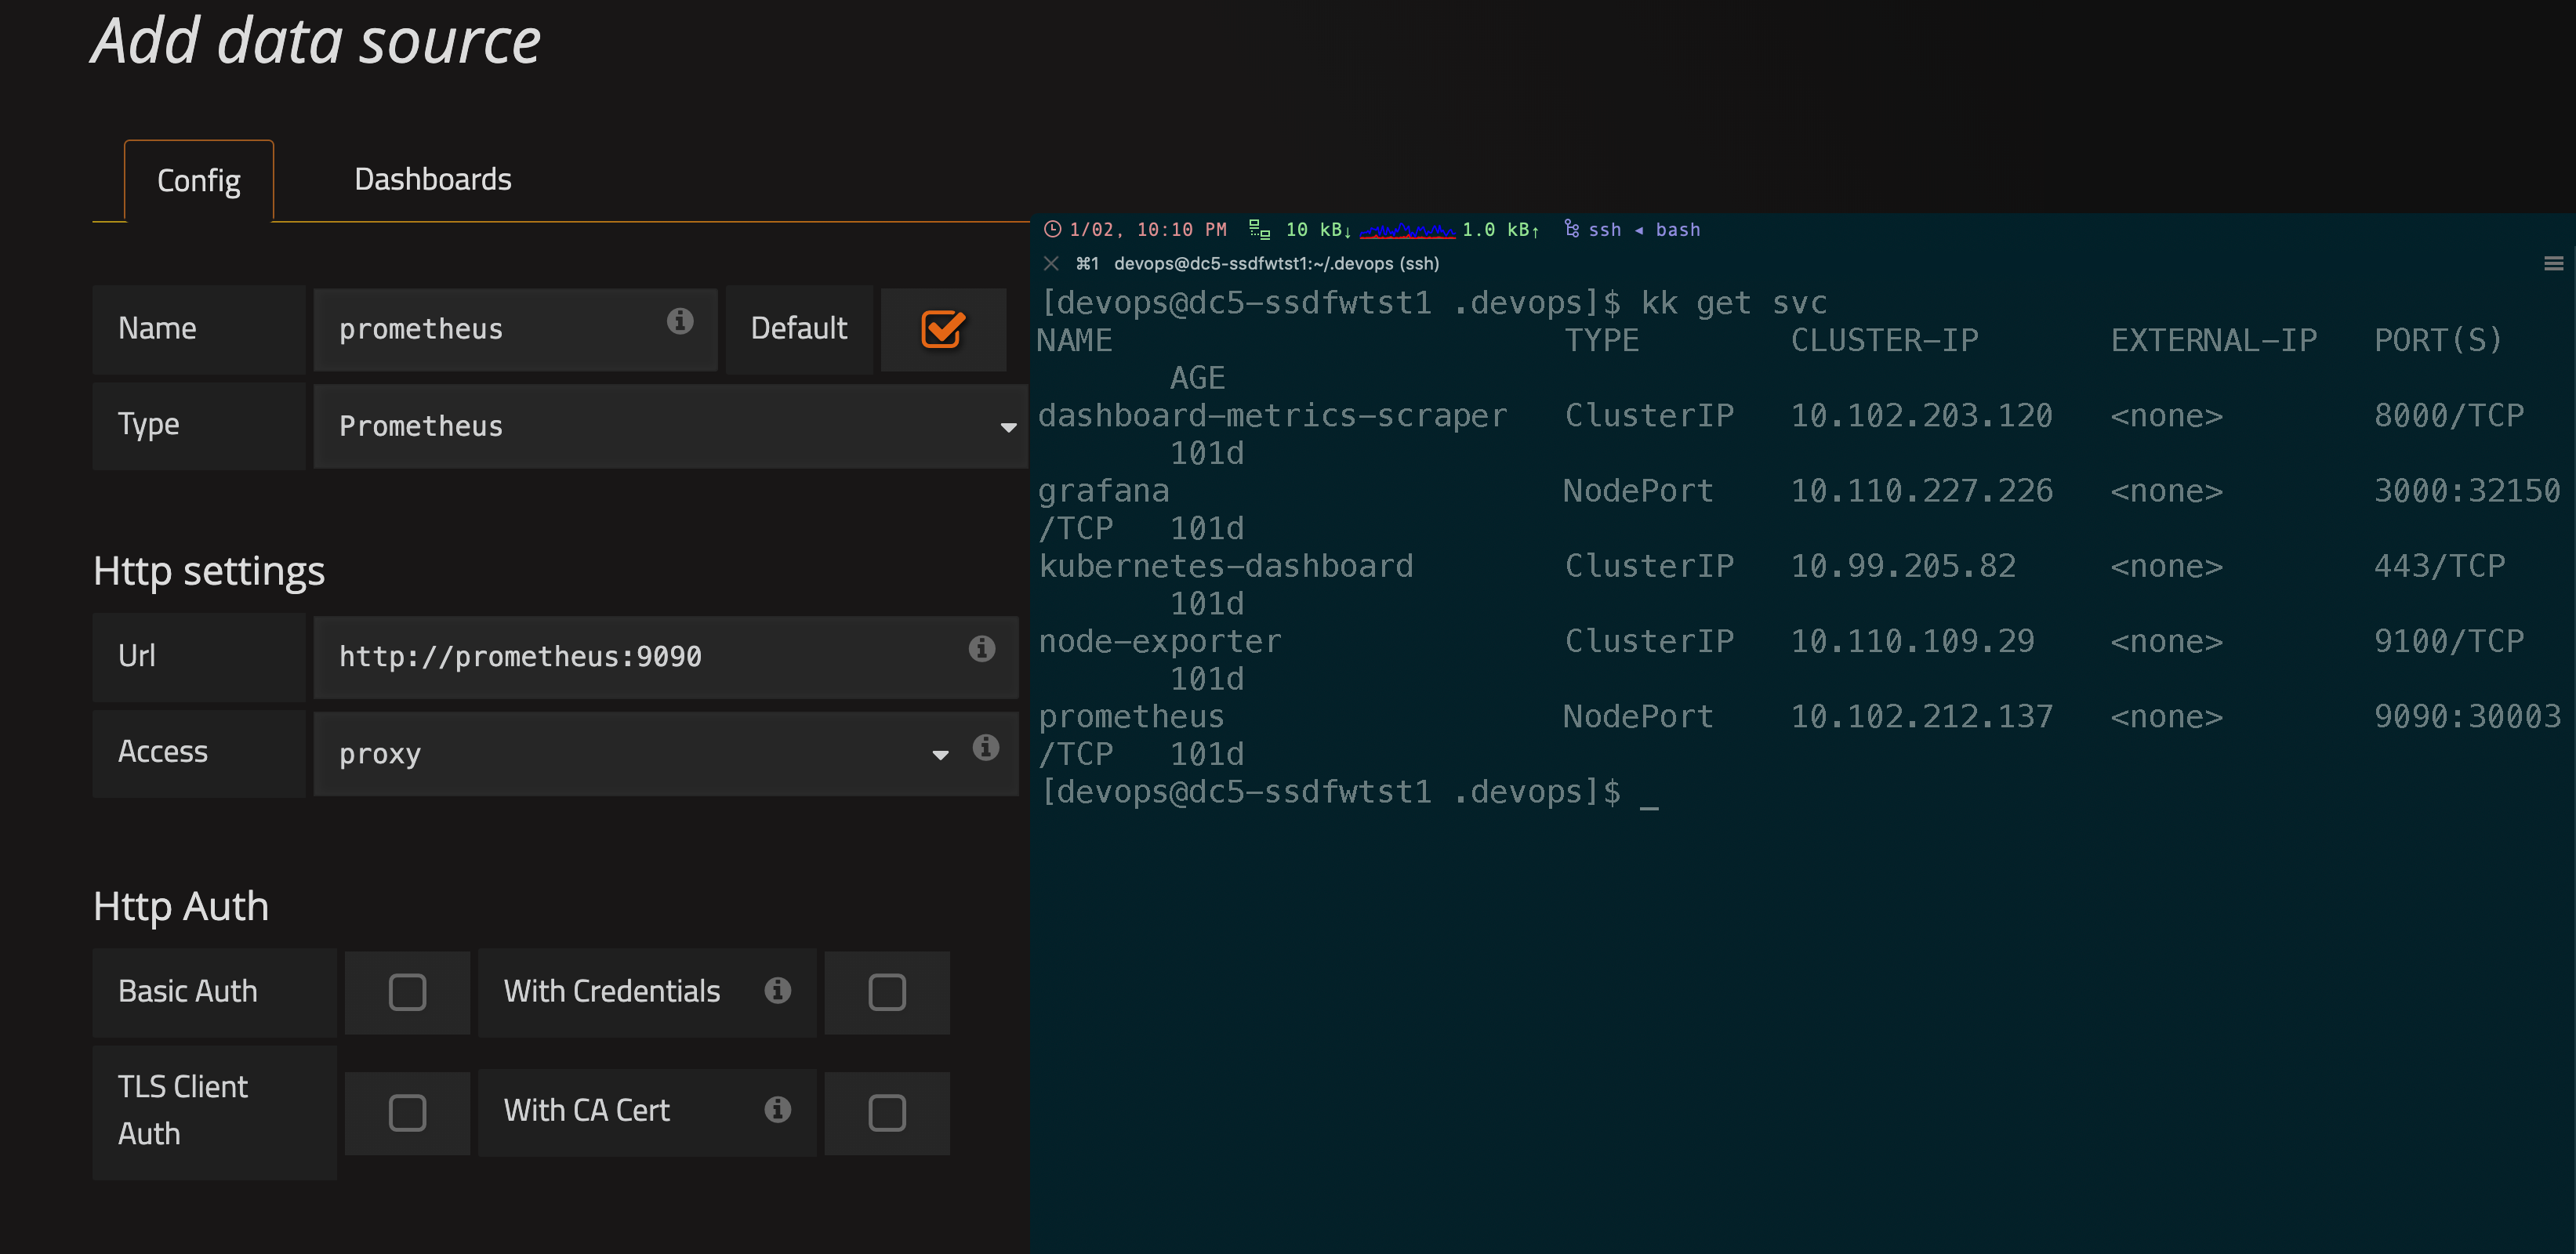 Add data source
Config Dashboards
Name prometheus Default
Type Prometheus
Http settings
Url http://prometheus:9090
Access proxy
Http Auth
Basic Auth With Credentials
TLS Client Auth With CA Cert
1/02, 10:10 PM 10 kB↓ 1.0 kB↑ ssh ◂ bash
⌘1 devops@dc5-ssdfwtst1:~/.devops (ssh)
[devops@dc5-ssdfwtst1 .devops]$ kk get svc
NAME TYPE CLUSTER-IP EXTERNAL-IP PORT(S)
AGE
dashboard-metrics-scraper ClusterIP 10.102.203.120 <none> 8000/TCP
101d
grafana NodePort 10.110.227.226 <none> 3000:32150
/TCP 101d
kubernetes-dashboard ClusterIP 10.99.205.82 <none> 443/TCP
101d
node-exporter ClusterIP 10.110.109.29 <none> 9100/TCP
101d
prometheus NodePort 10.102.212.137 <none> 9090:30003
/TCP 101d
[devops@dc5-ssdfwtst1 .devops]$ _